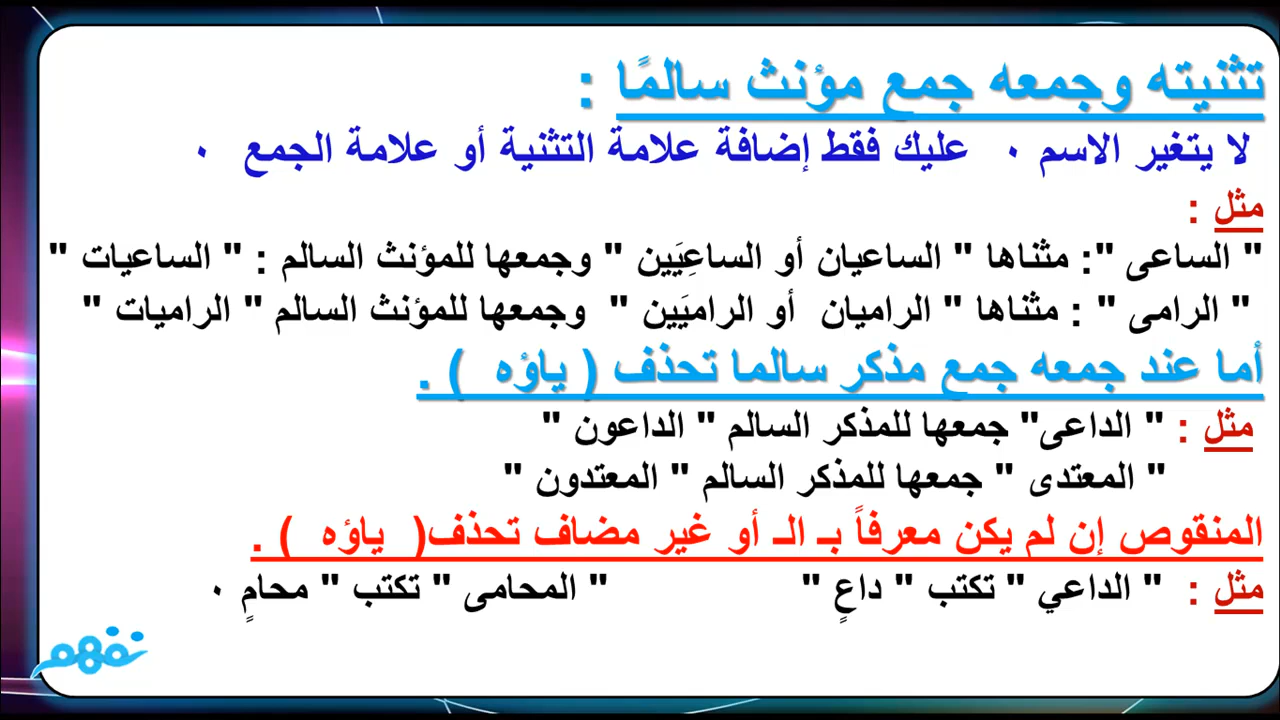 تثنيته وجمعه جمع مؤنث سالمًا :
لا يتغير الاسم ٠ عليك فقط إضافة علامة التثنية أو علامة الجمع ٠
مثل :
" الساعى ": مثناها " الساعيان أو الساعِيَين " وجمعها للمؤنث السالم : " الساعيات "
" الرامى " : مثناها " الراميان أو الراميَين " وجمعها للمؤنث السالم " الراميات "
أما عند جمعه جمع مذكر سالما تحذف ( ياؤه ) .
مثل : " الداعى" جمعها للمذكر السالم " الداعون "
" المعتدى " جمعها للمذكر السالم " المعتدون "
المنقوص إن لم يكن معرفاً بـ الـ أو غير مضاف تحذف( ياؤه ) .
مثل : " الداعي " تكتب " داعٍ " " المحامى " تكتب " محامٍ ٠
نفهم